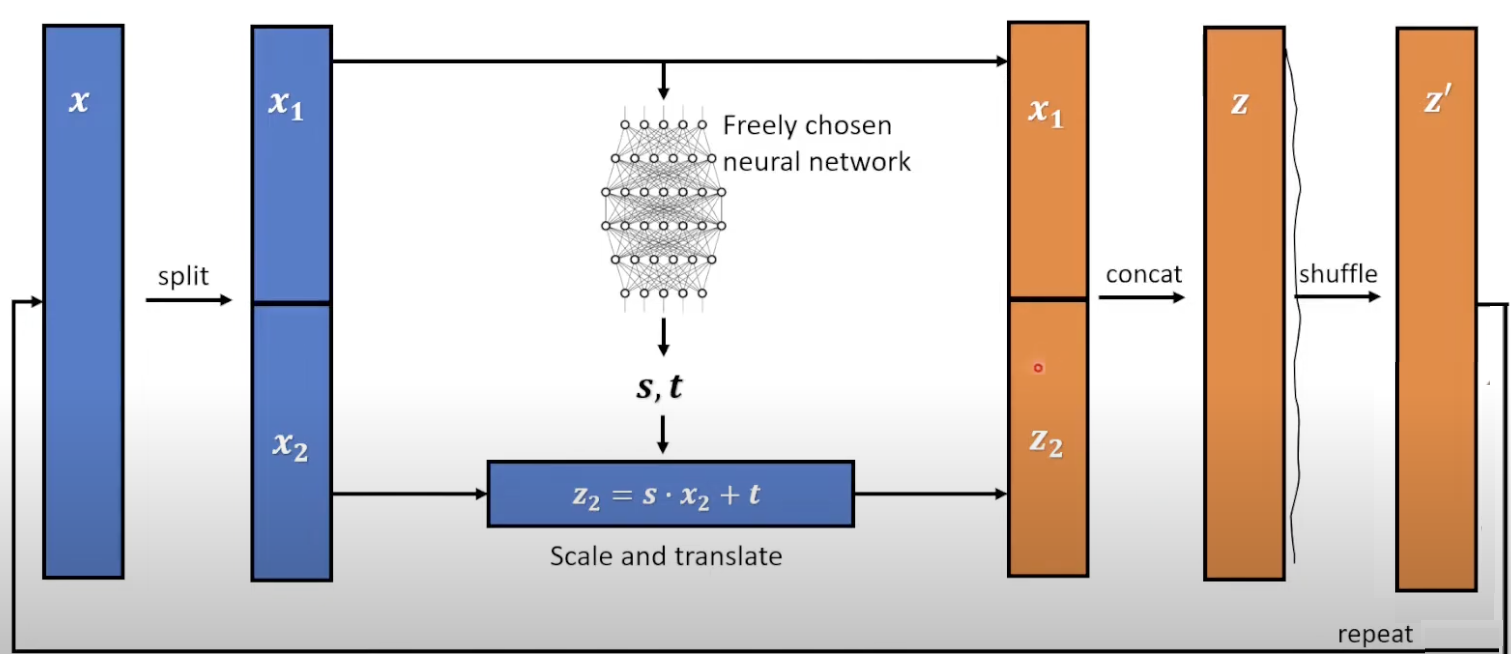 x
split
x₁
x₂
Freely chosen
neural network
s, t
z₂ = s · x₂ + t
Scale and translate
x₁
z₂
concat
z
shuffle
z′
repeat